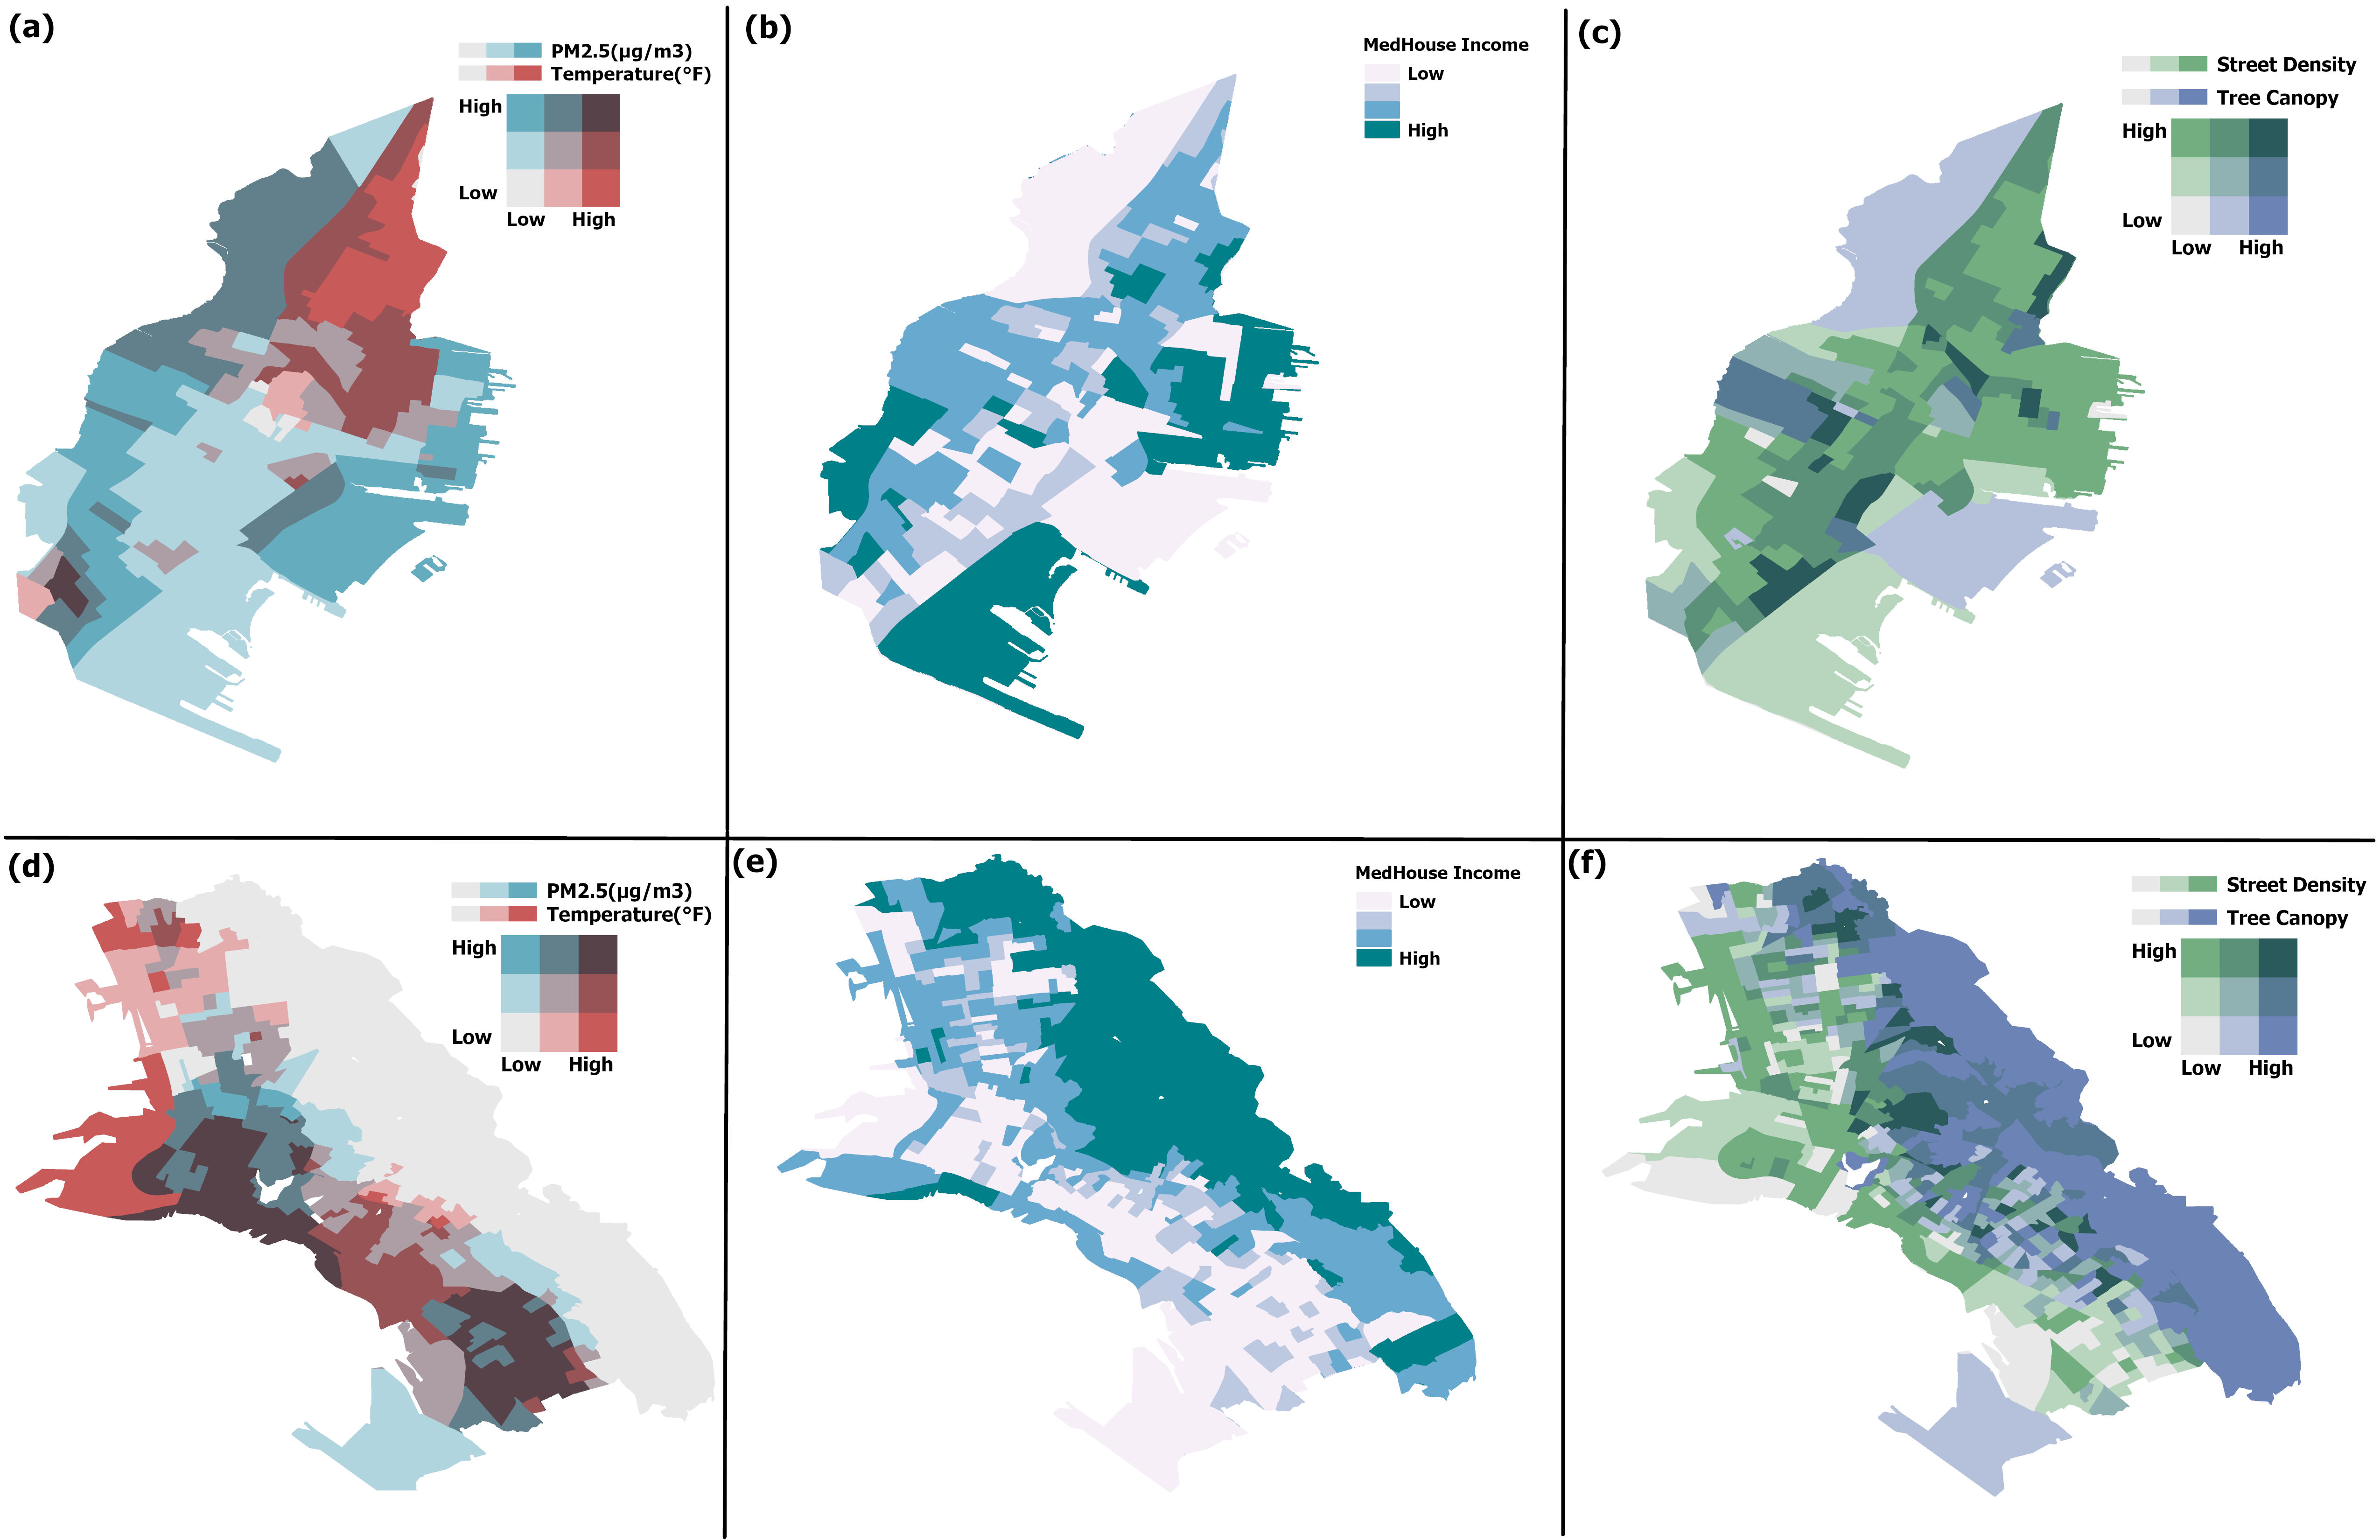 (a)
PM2.5(µg/m3)
Temperature(°F)
High
Low
Low High
(b)
MedHouse Income
Low
High
(c)
Street Density
Tree Canopy
High
Low
Low High
(d)
PM2.5(µg/m3)
Temperature(°F)
High
Low
Low High
(e)
MedHouse Income
Low
High
(f)
Street Density
Tree Canopy
High
Low
Low High